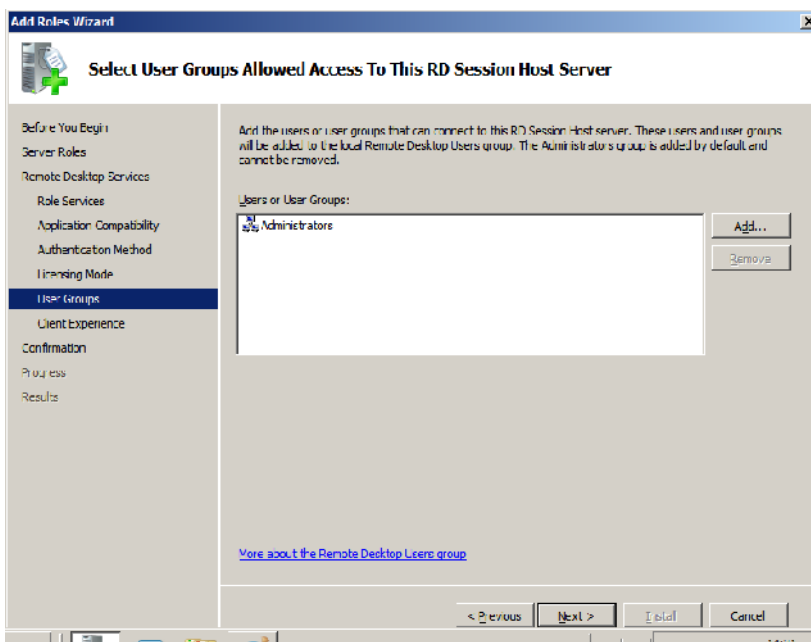 Add Roles Wizard
Select User Groups Allowed Access To This RD Session Host Server
Before You Begin
Server Roles
Remote Desktop Services
Role Services
Application Compatibility
Authentication Method
Licensing Mode
User Groups
Client Experience
Confirmation
Progress
Results
Add the users or user groups that can connect to this RD Session Host server. These users and user groups
will be added to the local Remote Desktop Users group. The Administrators group is added by default and
cannot be removed.
Users or User Groups:
Administrators
Add...
Remove
More about the Remote Desktop Users group
< Previous
Next >
Install
Cancel